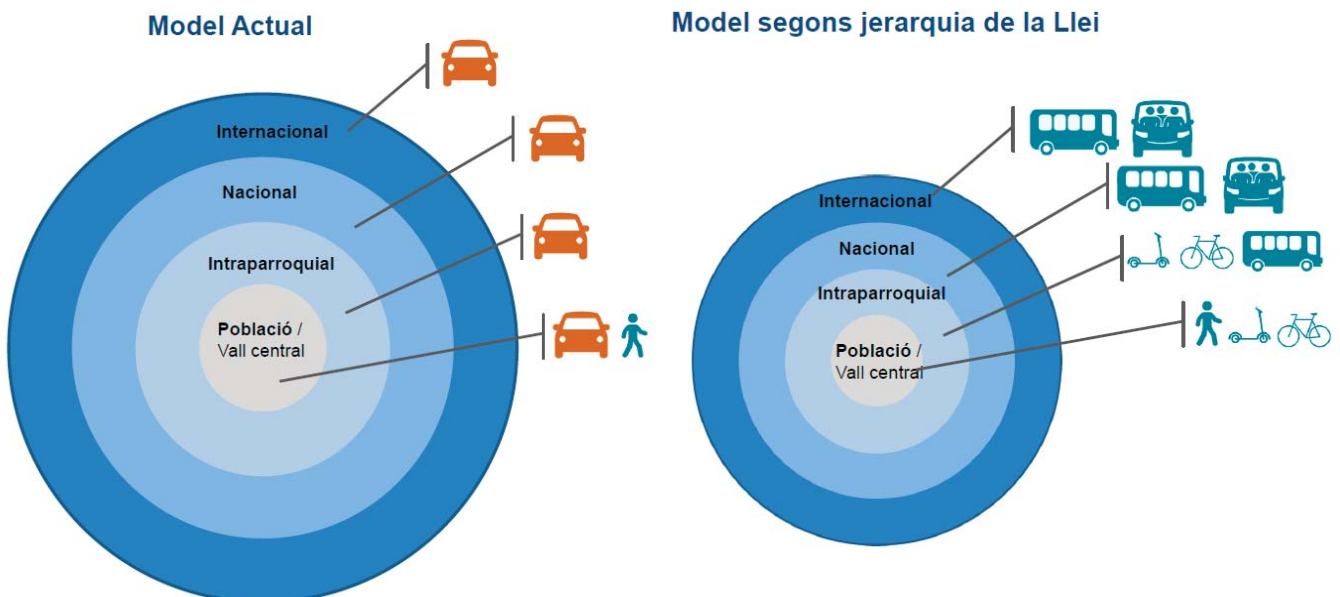 Model Actual
Internacional
Nacional
Intraparroquial
Població /
Vall central
Model segons jerarquia de la Llei
Internacional
Nacional
Intraparroquial
Població /
Vall central